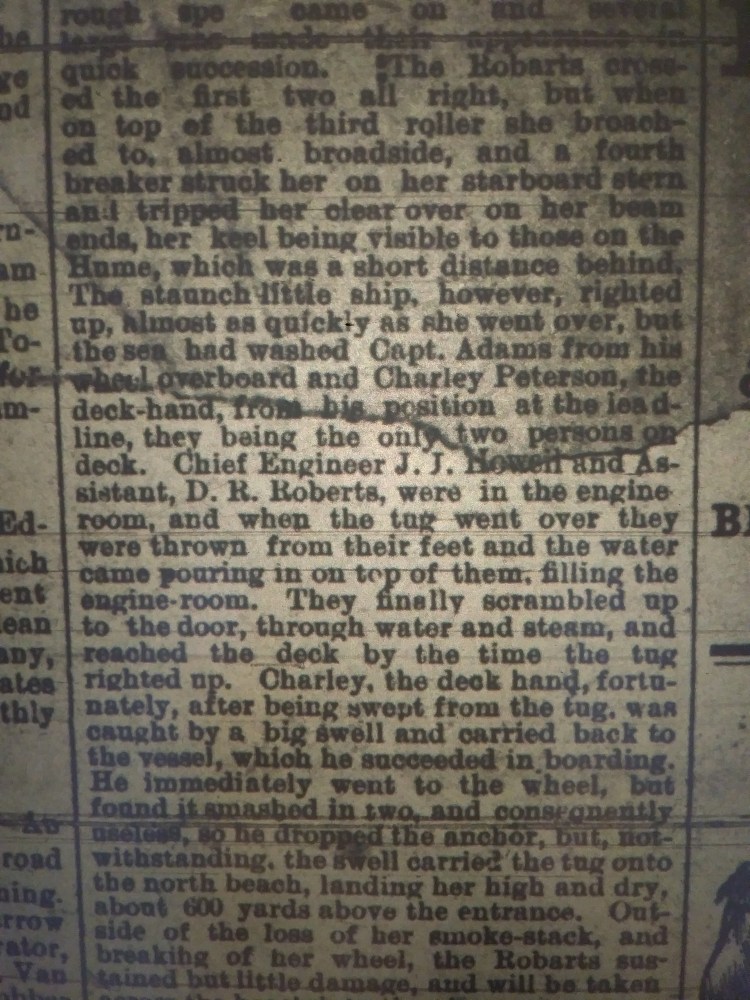 rough spe came on and several
large ones made their appearance in
quick succession. The Robarts cross-
ed the first two all right, but when
on top of the third roller she broach-
ed to, almost broadside, and a fourth
breaker struck her on her starboard stern
and tripped her clear over on her beam
ends, her keel being visible to those on the
Hume, which was a short distance behind.
The staunch little ship, however, righted
up, almost as quickly as she went over, but
the sea had washed Capt. Adams from his
wheel overboard and Charley Peterson, the
deck-hand, from his position at the lead-
line, they being the only two persons on
deck. Chief Engineer J. J. Howell and As-
sistant, D. R. Roberts, were in the engine
room, and when the tug went over they
were thrown from their feet and the water
came pouring in on top of them, filling the
engine-room. They finally scrambled up
to the door, through water and steam, and
reached the deck by the time the tug
righted up. Charley, the deck hand, fortu-
nately, after being swept from the tug, was
caught by a big swell and carried back to
the vessel, which he succeeded in boarding.
He immediately went to the wheel, but
found it smashed in two, and consequently
useless, so he dropped the anchor, but, not-
withstanding, the swell carried the tug onto
the north beach, landing her high and dry,
about 600 yards above the entrance. Out-
side of the loss of her smoke-stack, and
breaking of her wheel, the Robarts sus-
tained but little damage, and will be taken